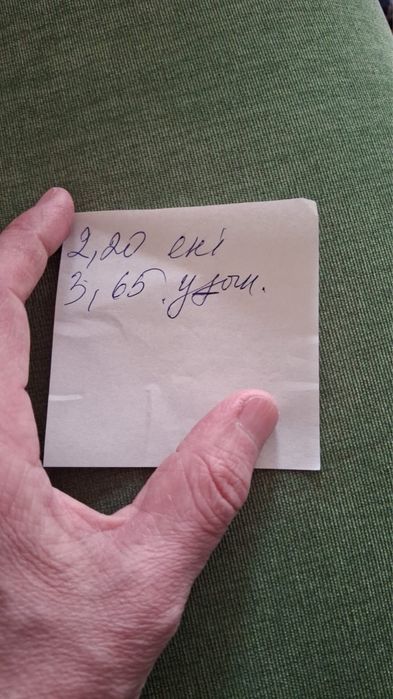 2,20 ені
3,65. ұзын.